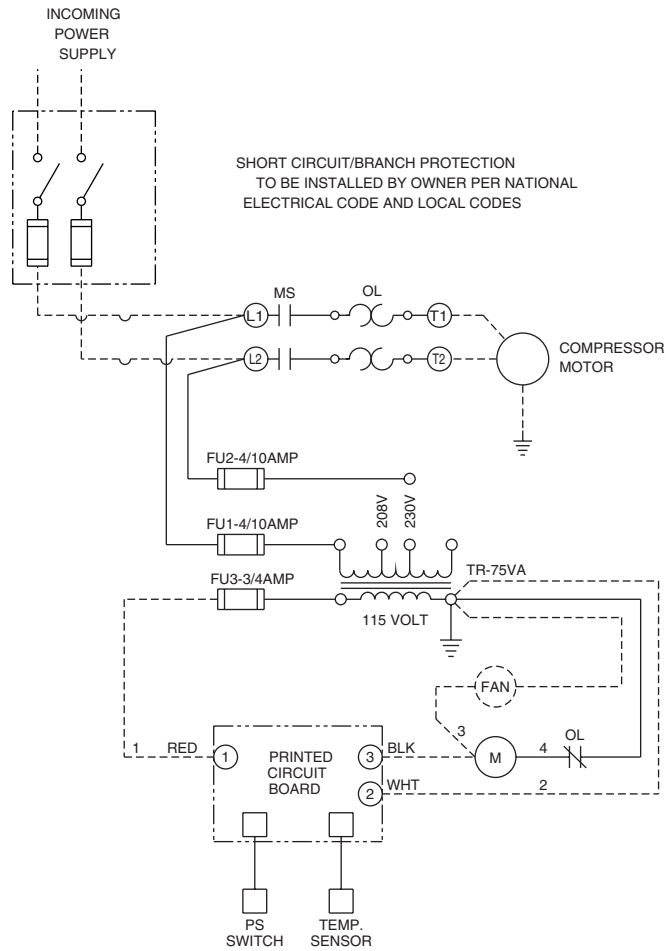 INCOMING
POWER
SUPPLY
SHORT CIRCUIT/BRANCH PROTECTION
TO BE INSTALLED BY OWNER PER NATIONAL
ELECTRICAL CODE AND LOCAL CODES
L1
MS
OL
T1
L2
T2
COMPRESSOR
MOTOR
FU2-4/10AMP
208V
230V
FU1-4/10AMP
FU3-3/4AMP
TR-75VA
115 VOLT
FAN
1
RED
1
PRINTED
CIRCUIT
BOARD
3
BLK
3
M
4
OL
2
WHT
2
PS
SWITCH
TEMP.
SENSOR